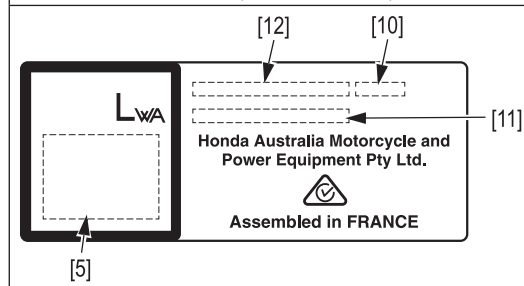 [12] [10]
LWA
[11]
Honda Australia Motorcycle and
Power Equipment Pty Ltd.
Assembled in FRANCE
[5]